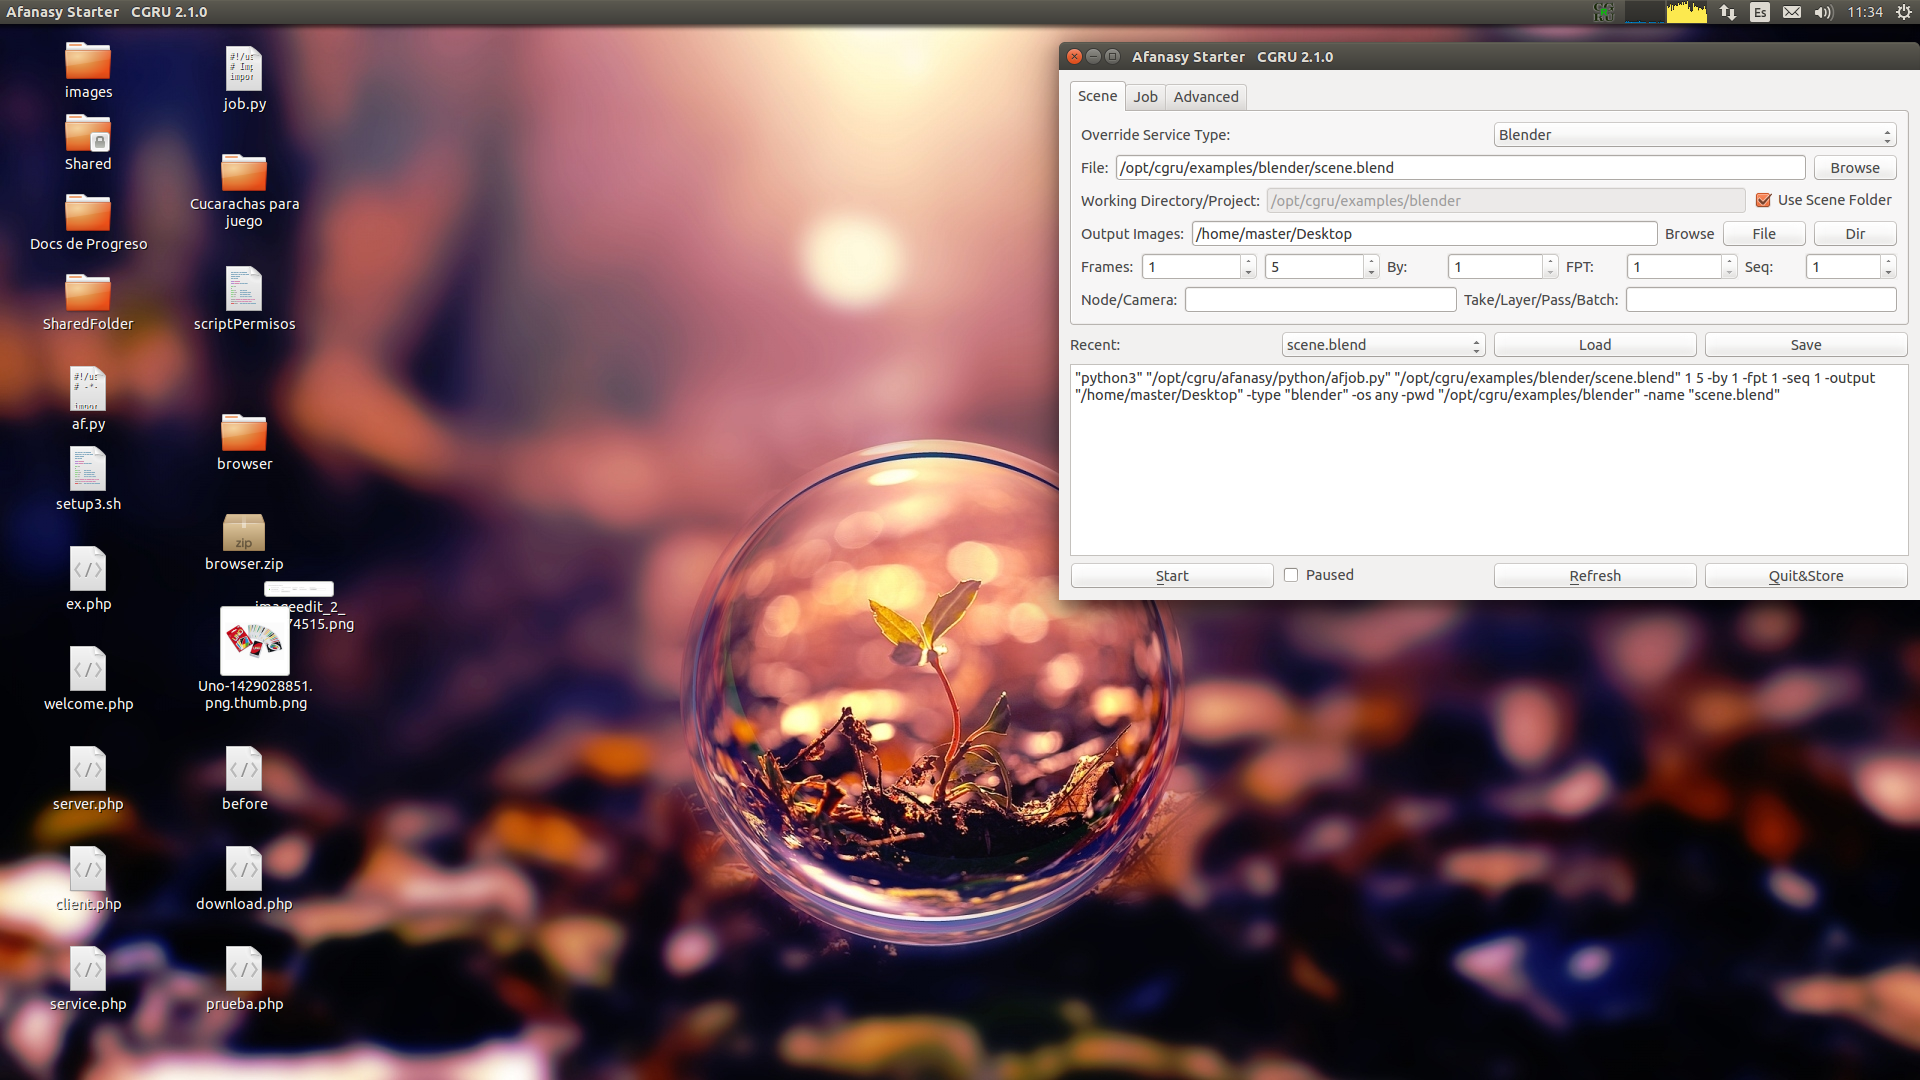 Afanasy Starter CGRU 2.1.0
Es
11:34
images
Shared
Docs de Progreso
SharedFolder
af.py
setup3.sh
ex.php
welcome.php
server.php
client.php
service.php
job.py
Cucarachas para
juego
scriptPermisos
browser
zip
browser.zip
imageedit_2_
74515.png
Uno-1429028851.
png.thumb.png
before
download.php
prueba.php
Afanasy Starter CGRU 2.1.0
Scene Job Advanced
Override Service Type: Blender
File: /opt/cgru/examples/blender/scene.blend Browse
Working Directory/Project: /opt/cgru/examples/blender Use Scene Folder
Output Images: /home/master/Desktop Browse File Dir
Frames: 1 5 By: 1 FPT: 1 Seq: 1
Node/Camera: Take/Layer/Pass/Batch:
Recent: scene.blend Load Save
"python3" "/opt/cgru/afanasy/python/afjob.py" "/opt/cgru/examples/blender/scene.blend" 1 5 -by 1 -fpt 1 -seq 1 -output
"/home/master/Desktop" -type "blender" -os any -pwd "/opt/cgru/examples/blender" -name "scene.blend"
Start Paused Refresh Quit&Store